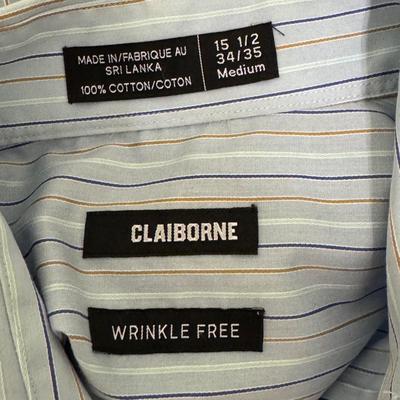 MADE IN/FABRIQUE AU
SRI LANKA
100% COTTON/COTON
15 1/2
34/35
Medium
CLAIBORNE
WRINKLE FREE